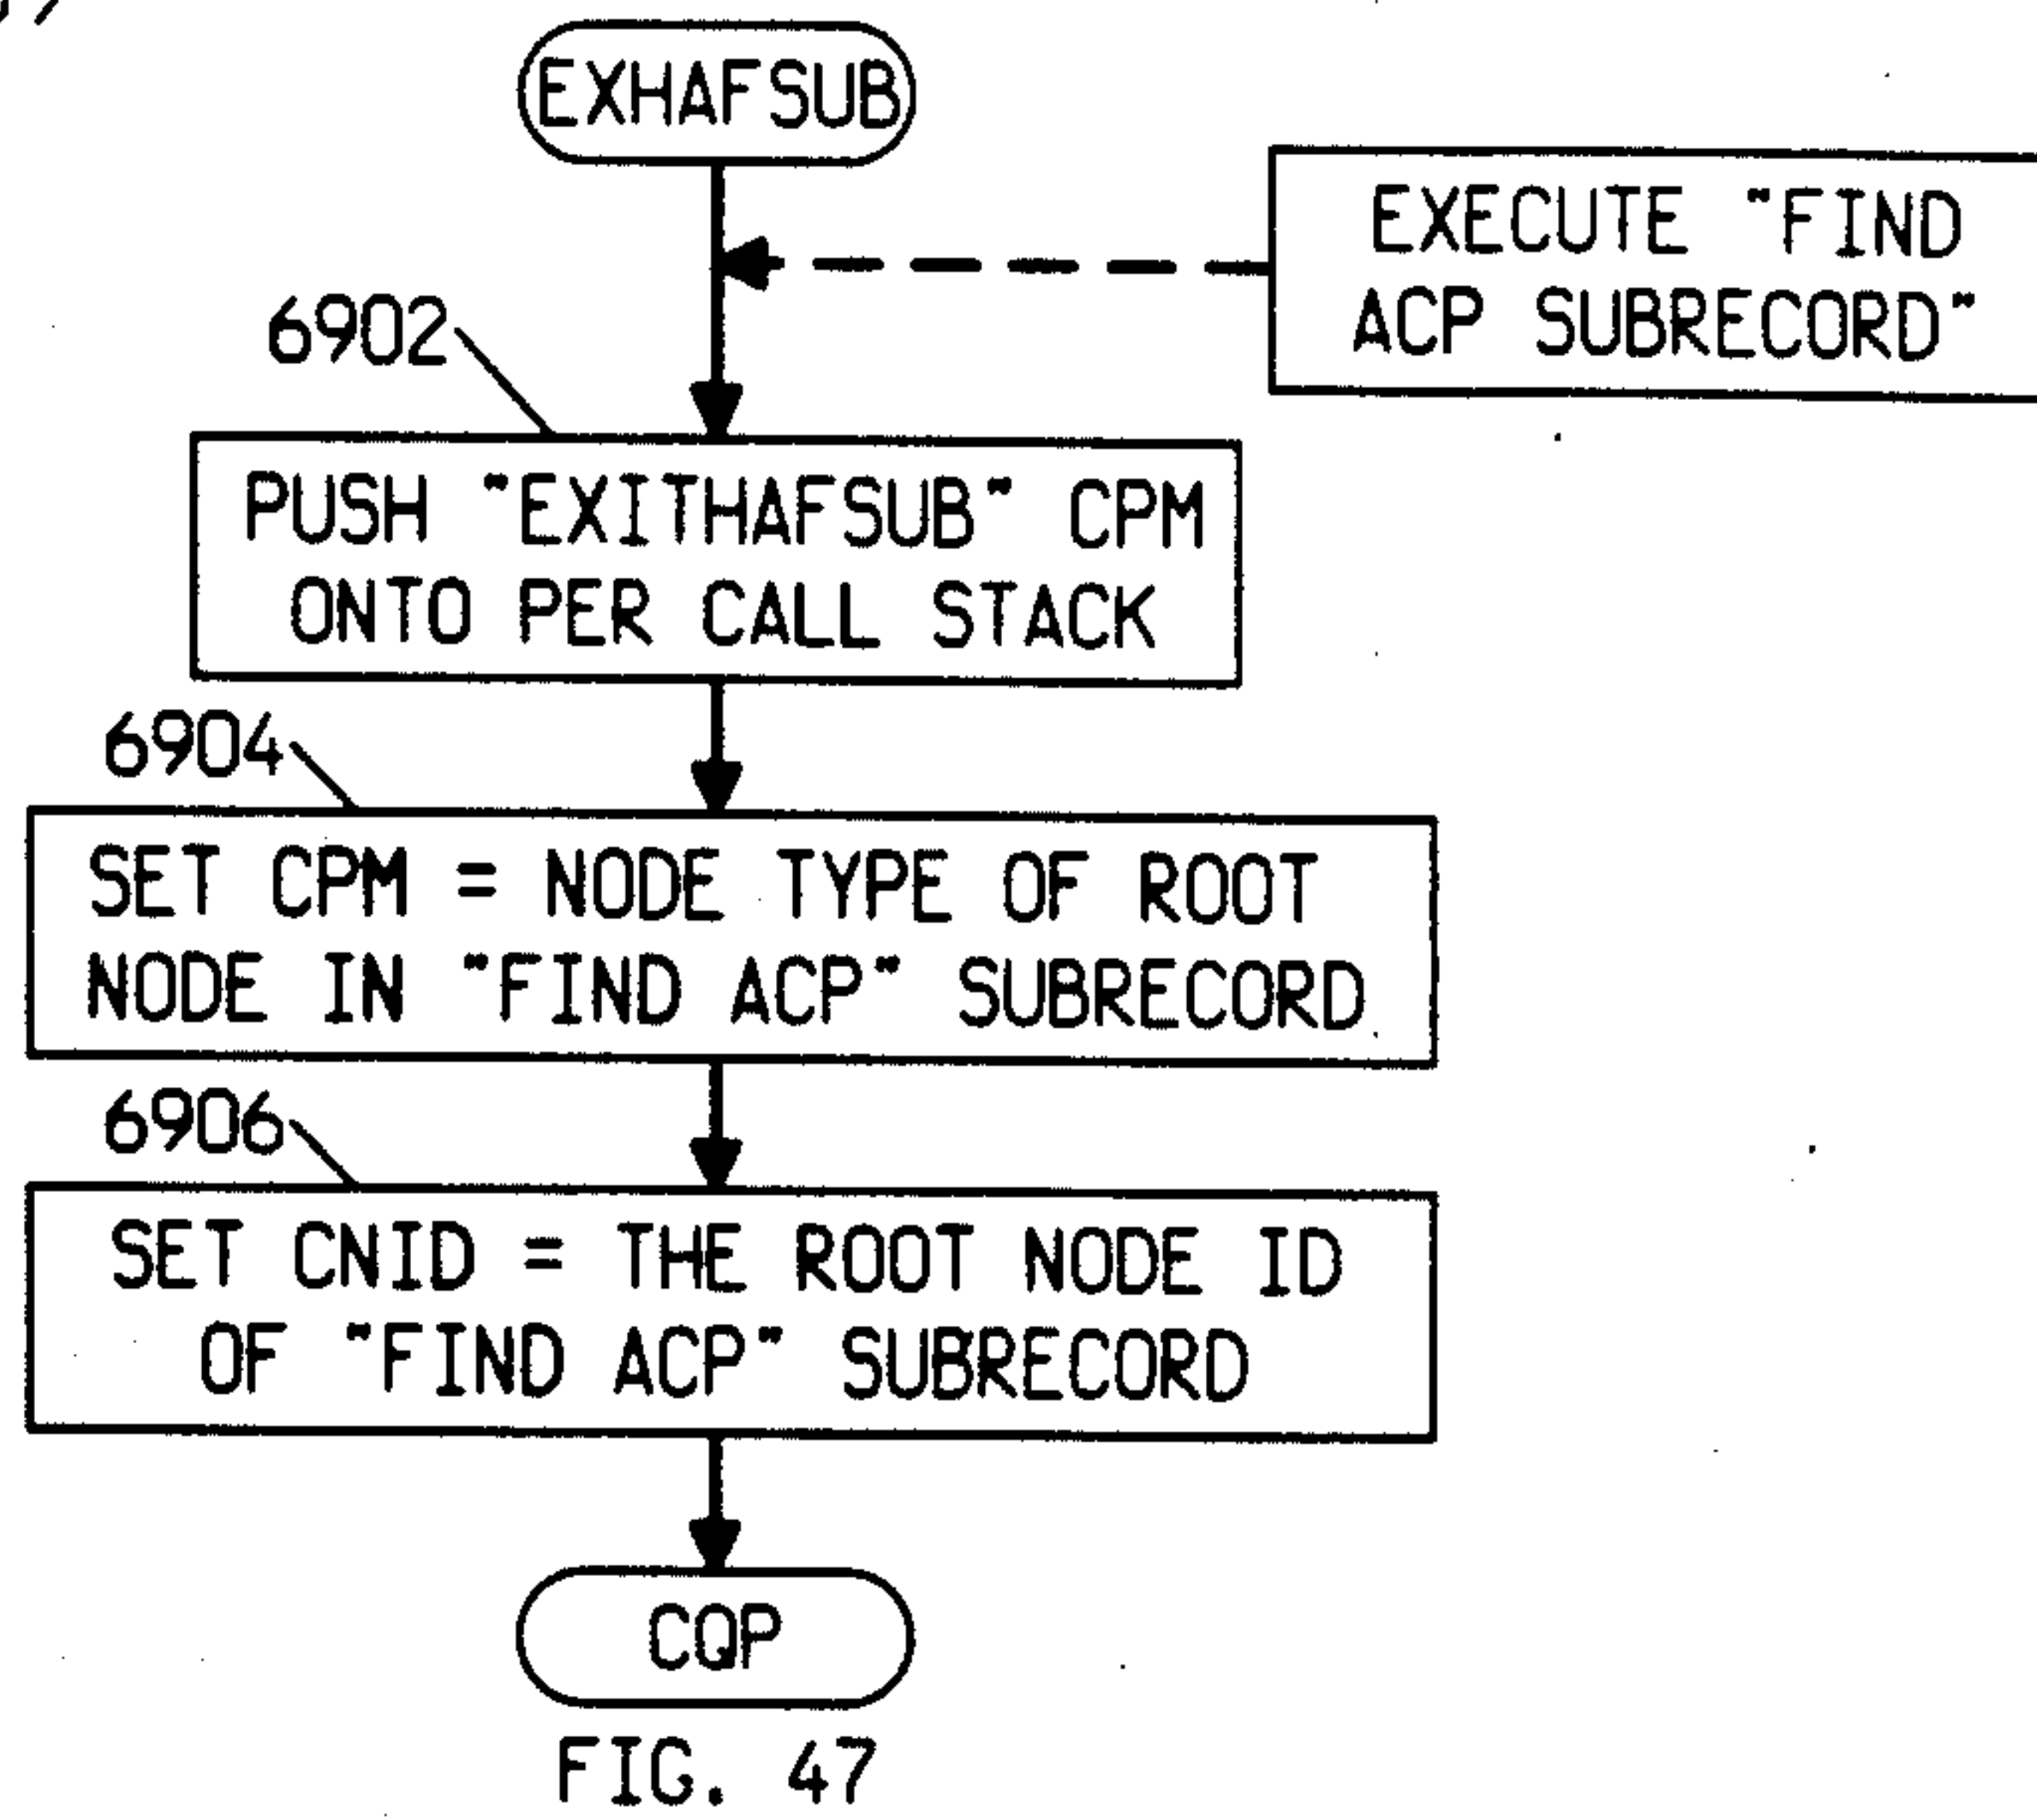 EXHAFSUB
EXECUTE "FIND
ACP SUBRECORD"
6902
PUSH "EXITHAFSUB" CPM
ONTO PER CALL STACK
6904
SET CPM = NODE TYPE OF ROOT
NODE IN "FIND ACP" SUBRECORD
6906
SET CNID = THE ROOT NODE ID
OF "FIND ACP" SUBRECORD
CQP
FIG. 47